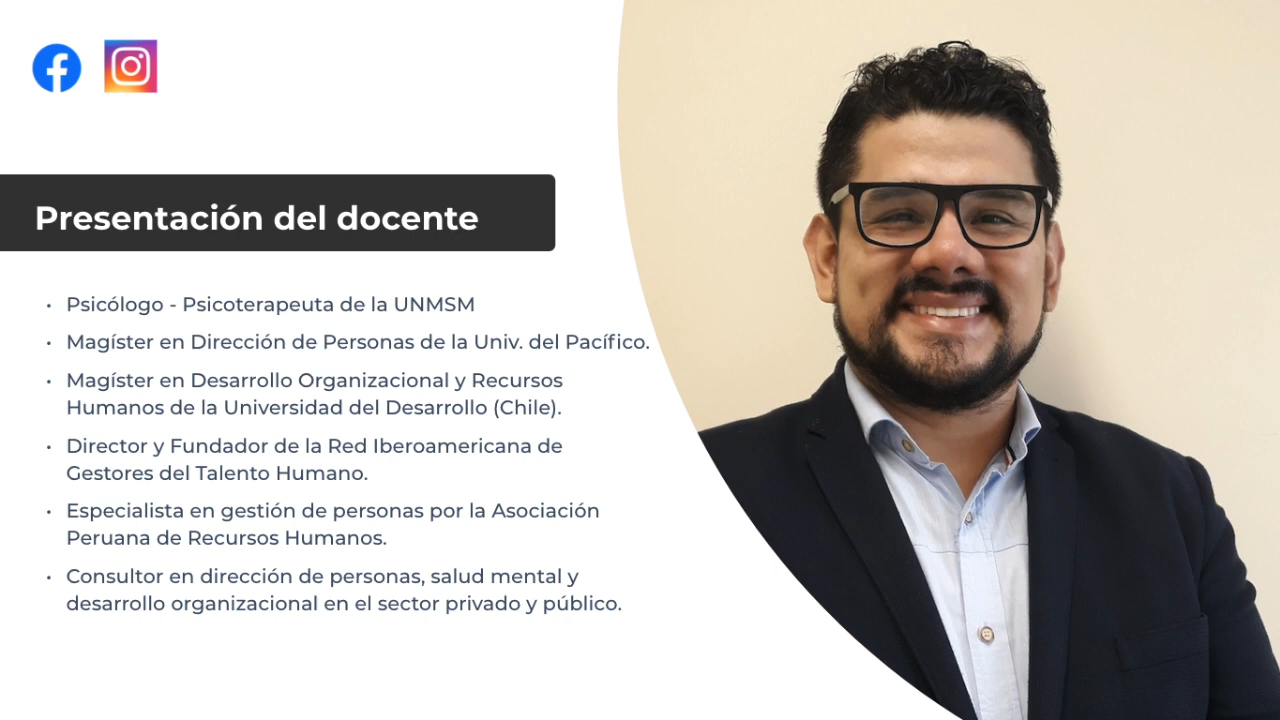 Presentación del docente
• Psicólogo - Psicoterapeuta de la UNMSM
• Magíster en Dirección de Personas de la Univ. del Pacífico.
• Magíster en Desarrollo Organizacional y Recursos
Humanos de la Universidad del Desarrollo (Chile).
• Director y Fundador de la Red Iberoamericana de
Gestores del Talento Humano.
• Especialista en gestión de personas por la Asociación
Peruana de Recursos Humanos.
• Consultor en dirección de personas, salud mental y
desarrollo organizacional en el sector privado y público.